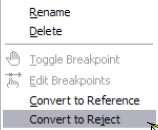 Rename
Delete
Toggle Breakpoint
Edit Breakpoints
Convert to Reference
Convert to Reject